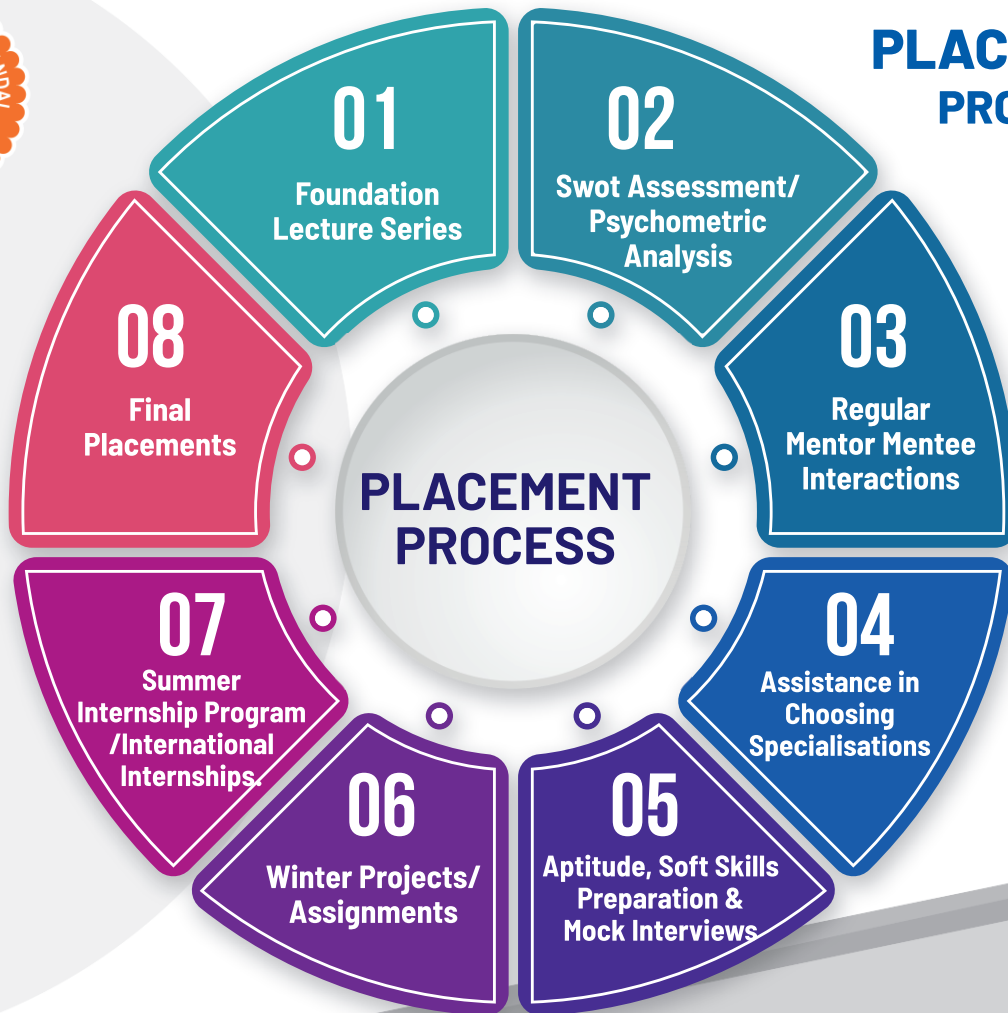 PLAC
PRO
01
Foundation
Lecture Series
02
Swot Assessment/
Psychometric
Analysis
03
Regular
Mentor Mentee
Interactions
04
Assistance in
Choosing
Specialisations
05
Aptitude, Soft Skills
Preparation &
Mock Interviews
06
Winter Projects/
Assignments
07
Summer
Internship Program
/International
Internships.
08
Final
Placements
PLACEMENT
PROCESS